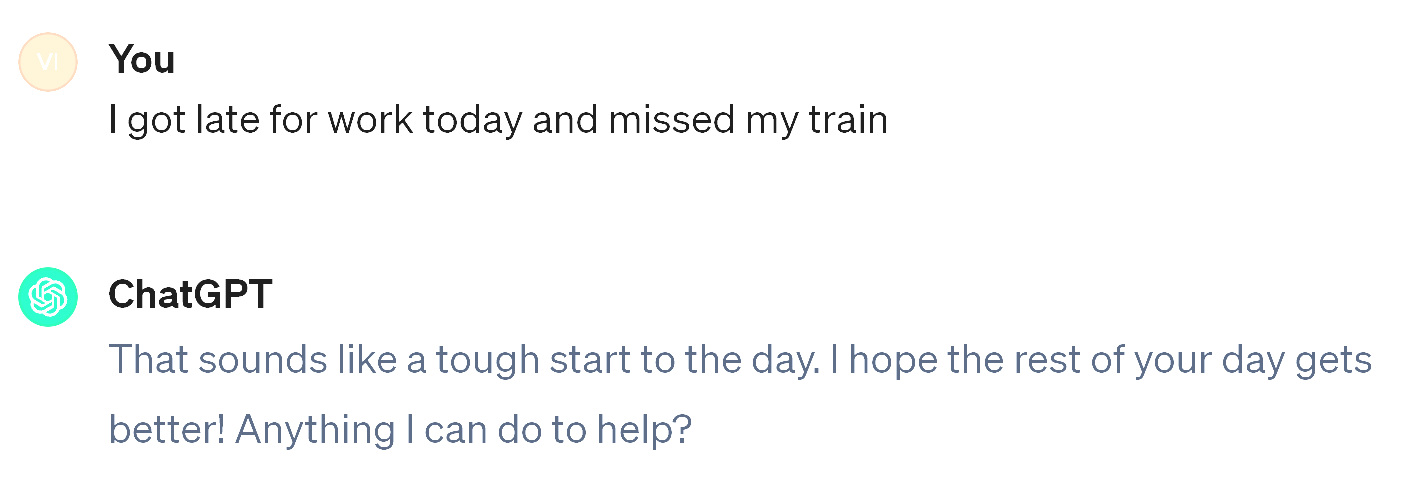 VI
You
I got late for work today and missed my train
ChatGPT
That sounds like a tough start to the day. I hope the rest of your day gets
better! Anything I can do to help?